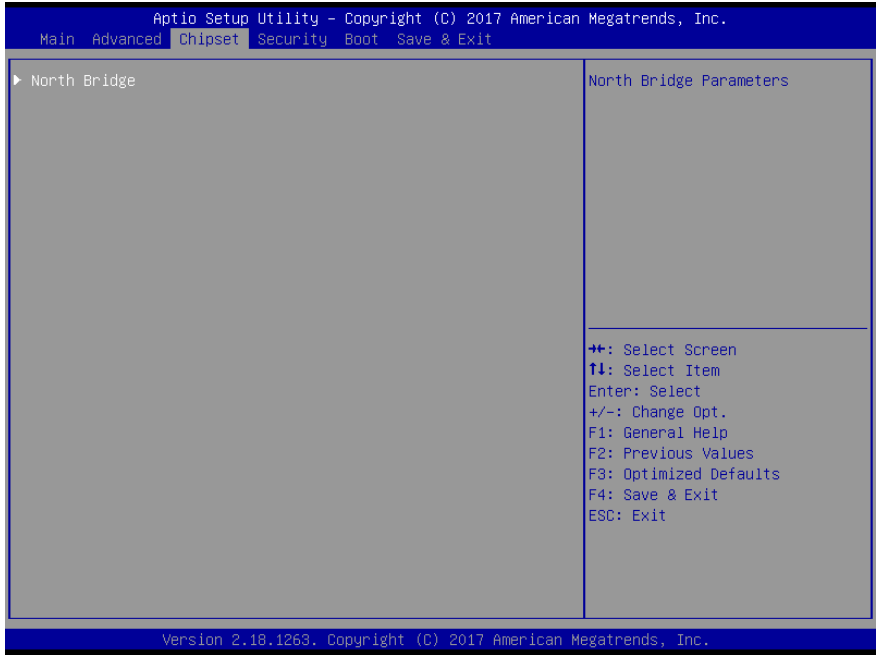 Aptio Setup Utility – Copyright (C) 2017 American Megatrends, Inc.
Main Advanced Chipset Security Boot Save & Exit
▶ North Bridge
North Bridge Parameters
→←: Select Screen
↑↓: Select Item
Enter: Select
+/-: Change Opt.
F1: General Help
F2: Previous Values
F3: Optimized Defaults
F4: Save & Exit
ESC: Exit
Version 2.18.1263. Copyright (C) 2017 American Megatrends, Inc.